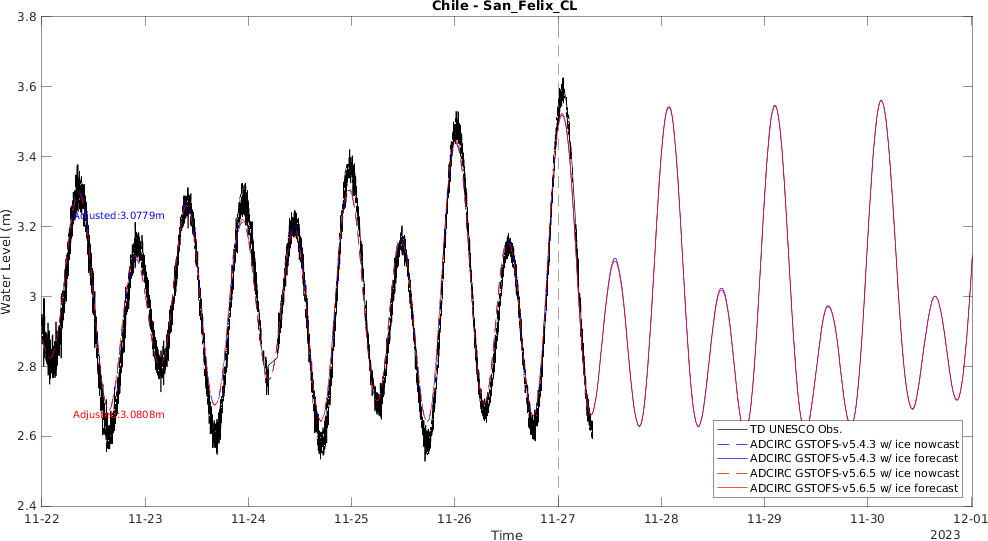 Chile - San_Felix_CL
Water Level (m)
3.8
3.6
3.4
3.2
3
2.8
2.6
2.4
Adjusted:3.0779m
Adjusted:3.0808m
TD UNESCO Obs.
ADCIRC GSTOFS-v5.4.3 w/ ice nowcast
ADCIRC GSTOFS-v5.4.3 w/ ice forecast
ADCIRC GSTOFS-v5.6.5 w/ ice nowcast
ADCIRC GSTOFS-v5.6.5 w/ ice forecast
11-22 11-23 11-24 11-25 11-26 11-27 11-28 11-29 11-30 12-01
Time
2023